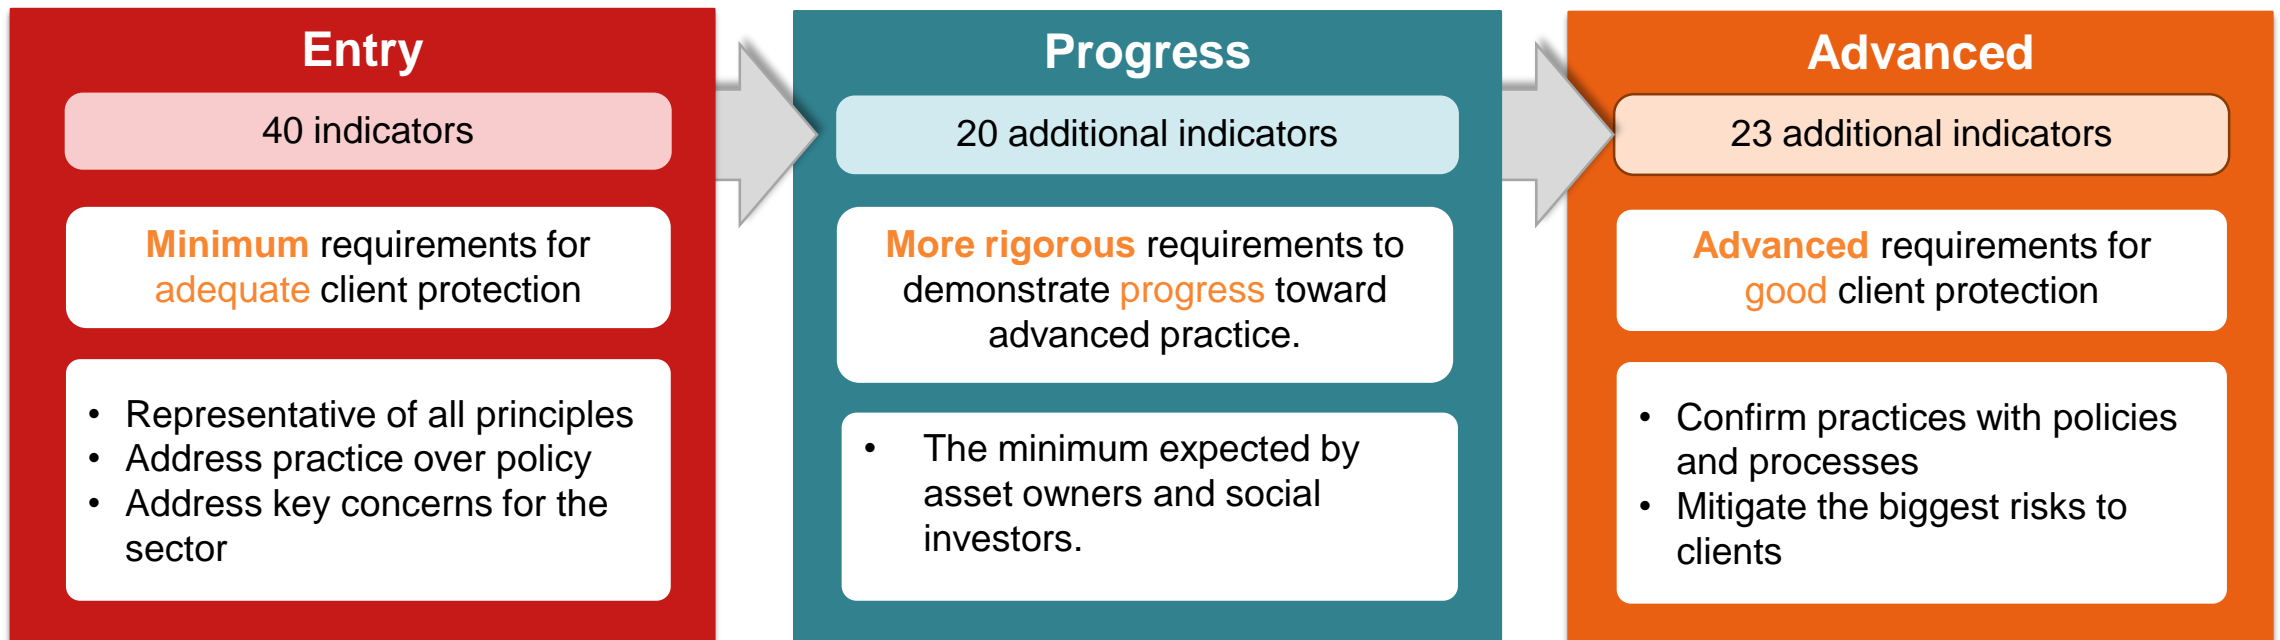 Entry
40 indicators
Minimum requirements for
adequate client protection
• Representative of all principles
• Address practice over policy
• Address key concerns for the
sector
Progress
20 additional indicators
More rigorous requirements to
demonstrate progress toward
advanced practice.
• The minimum expected by
asset owners and social
investors.
Advanced
23 additional indicators
Advanced requirements for
good client protection
• Confirm practices with policies
and processes
• Mitigate the biggest risks to
clients